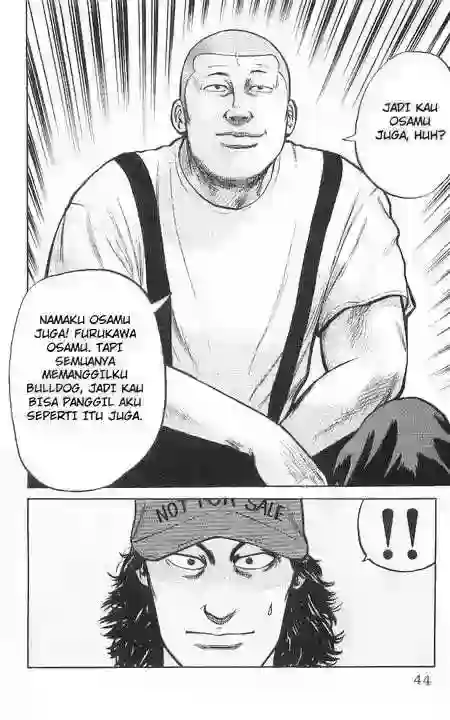 JADI KAU
OSAMU
JUGA, HUH?
NAMAKU OSAMU
JUGA! FURUKAWA
OSAMU. TAPI
SEMUANYA
MEMANGGILKU
BULLDOG, JADI KAU
BISA PANGGIL AKU
SEPERTI ITU JUGA.
NOT FOR SALE
!!
44